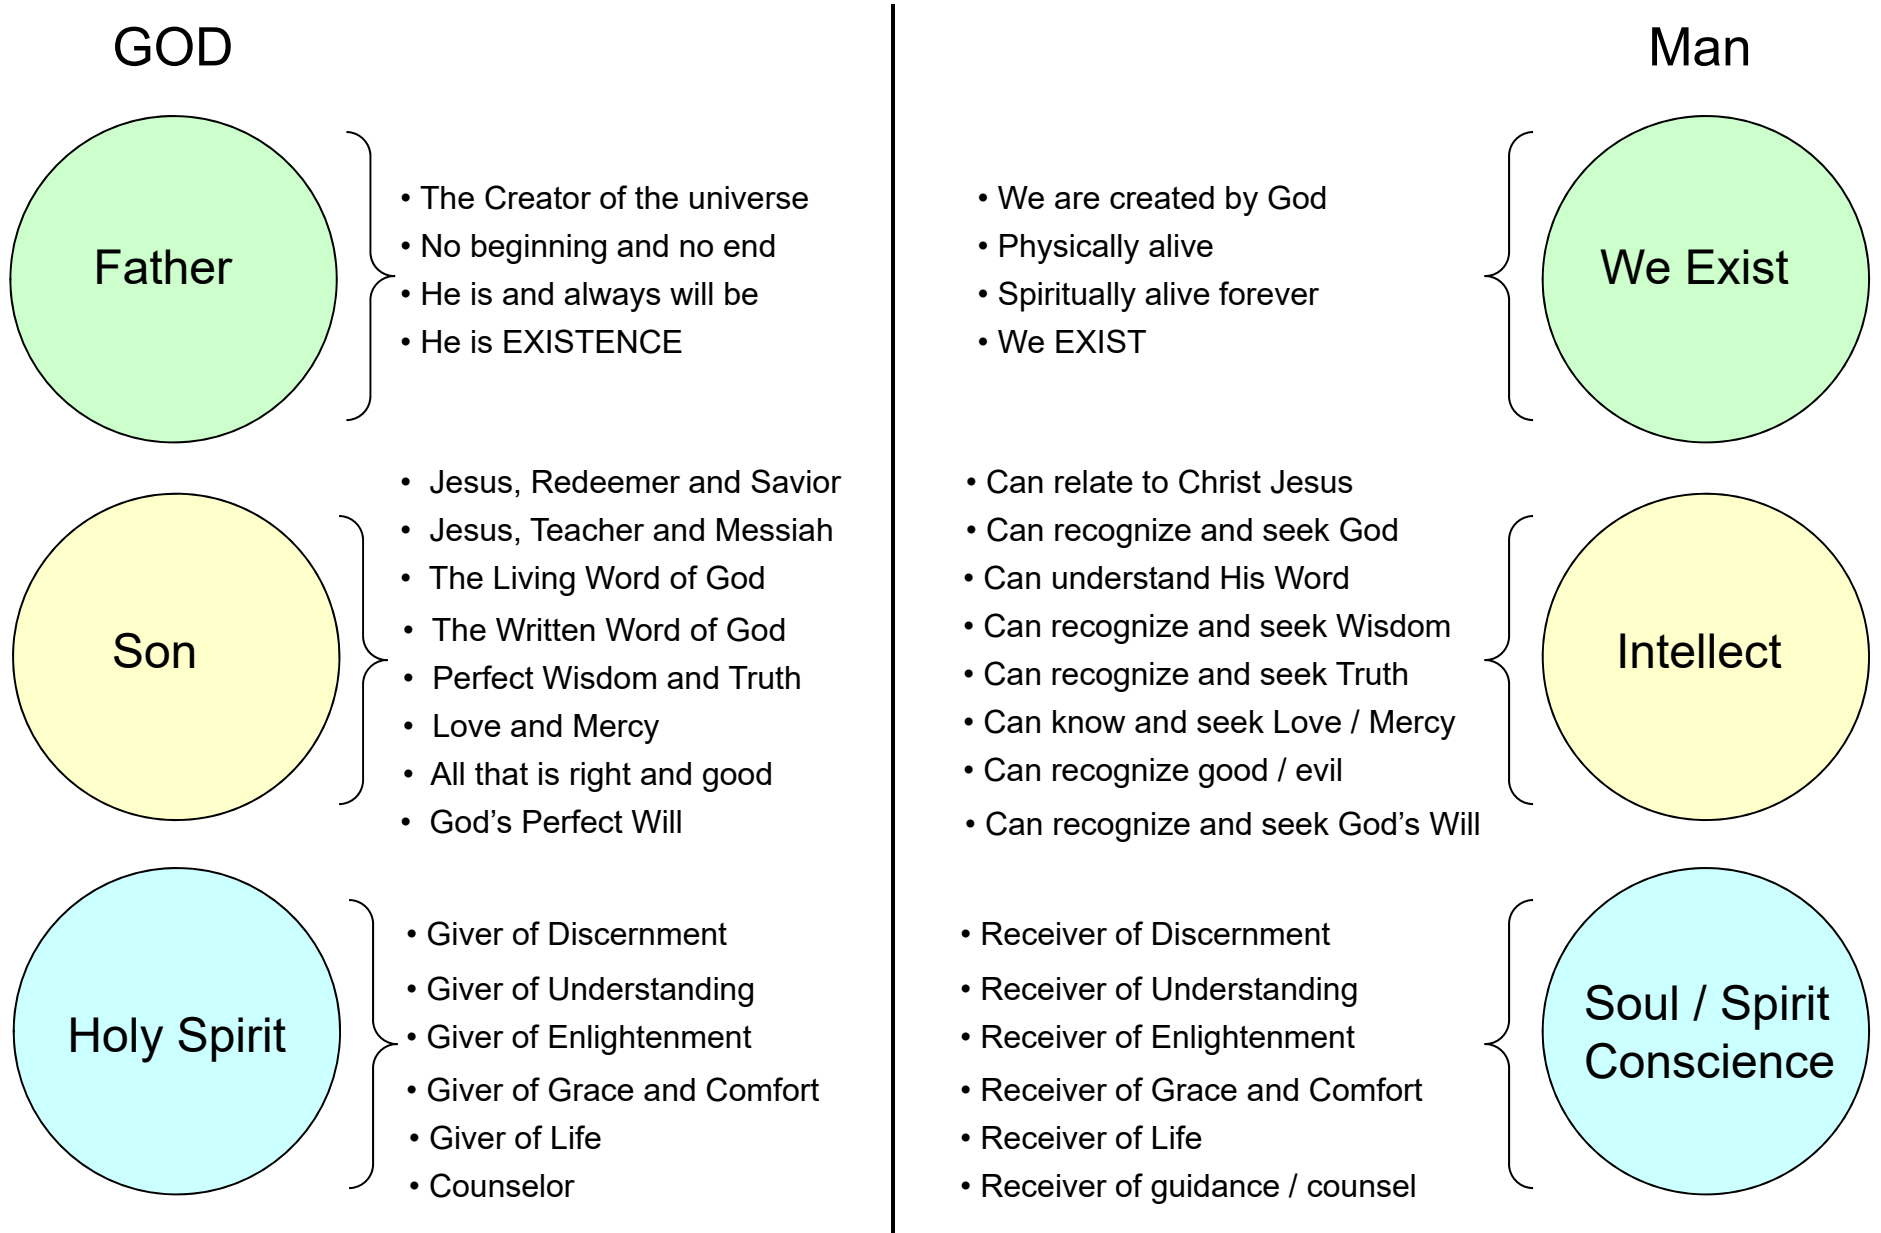 GOD
Father
• The Creator of the universe
• No beginning and no end
• He is and always will be
• He is EXISTENCE
Son
• Jesus, Redeemer and Savior
• Jesus, Teacher and Messiah
• The Living Word of God
• The Written Word of God
• Perfect Wisdom and Truth
• Love and Mercy
• All that is right and good
• God’s Perfect Will
Holy Spirit
• Giver of Discernment
• Giver of Understanding
• Giver of Enlightenment
• Giver of Grace and Comfort
• Giver of Life
• Counselor
Man
• We are created by God
• Physically alive
• Spiritually alive forever
• We EXIST
We Exist
• Can relate to Christ Jesus
• Can recognize and seek God
• Can understand His Word
• Can recognize and seek Wisdom
• Can recognize and seek Truth
• Can know and seek Love / Mercy
• Can recognize good / evil
• Can recognize and seek God’s Will
Intellect
• Receiver of Discernment
• Receiver of Understanding
• Receiver of Enlightenment
• Receiver of Grace and Comfort
• Receiver of Life
• Receiver of guidance / counsel
Soul / Spirit
Conscience